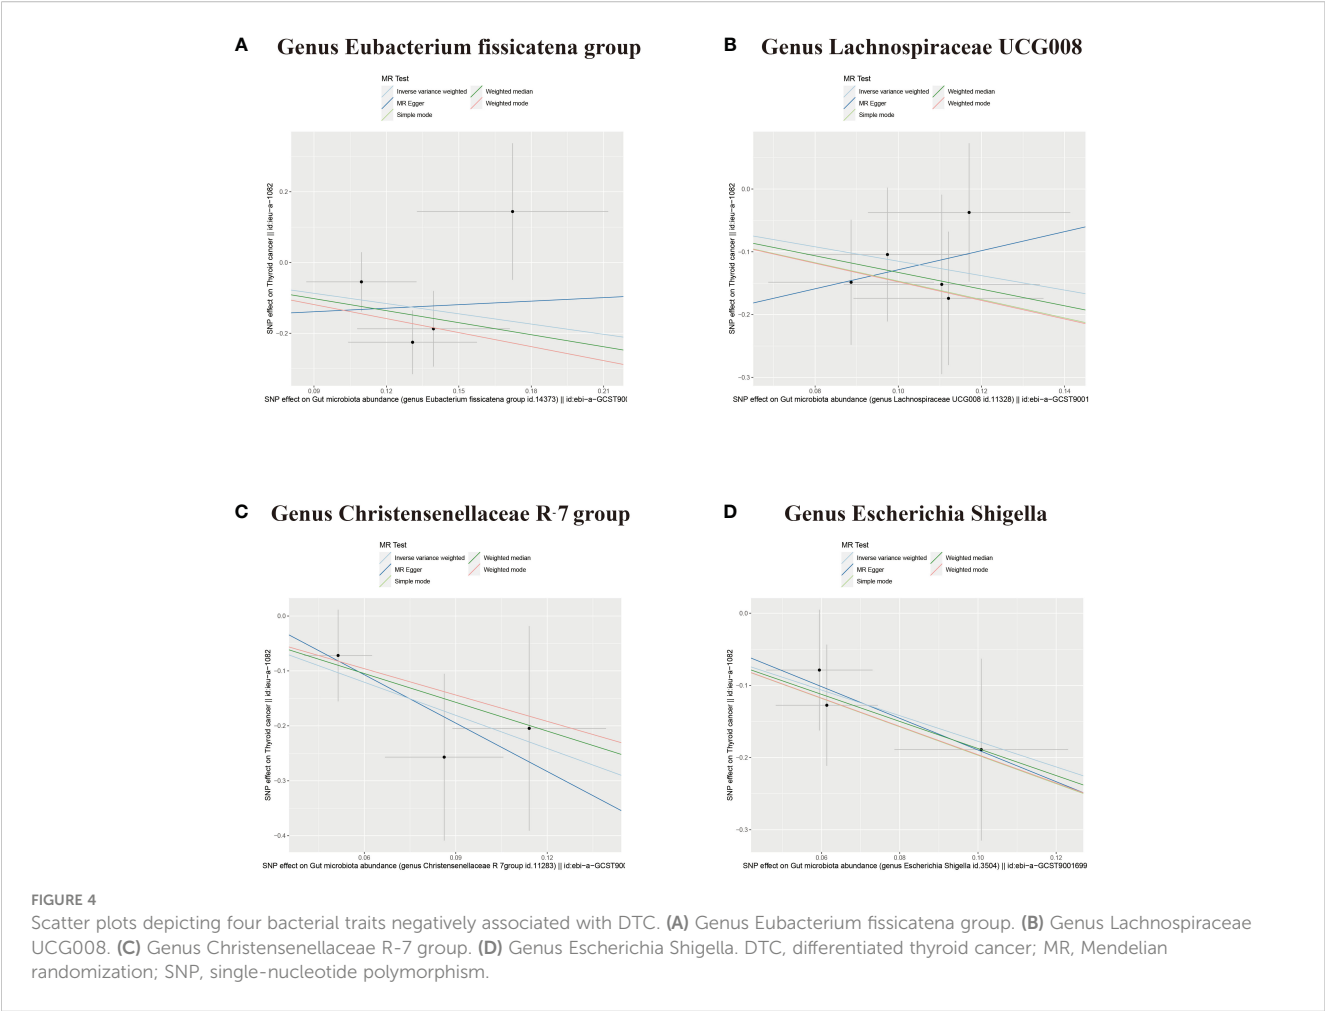 A Genus Eubacterium fissicatena group
MR Test
Inverse variance weighted Weighted median
MR Egger Weighted mode
Simple mode
SNP effect on Thyroid cancer || id:ieu-a-1082
0.2
0.0
-0.2
0.09 0.12 0.15 0.18 0.21
SNP effect on Gut microbiota abundance (genus Eubacterium fissicatena group id.14373) || id:ebi-a-GCST900
B Genus Lachnospiraceae UCG008
MR Test
Inverse variance weighted Weighted median
MR Egger Weighted mode
Simple mode
SNP effect on Thyroid cancer || id:ieu-a-1082
0.0
-0.1
-0.2
-0.3
0.08 0.10 0.12 0.14
SNP effect on Gut microbiota abundance (genus Lachnospiraceae UCG008 id.11328) || id:ebi-a-GCST9001
C Genus Christensenellaceae R-7 group
MR Test
Inverse variance weighted Weighted median
MR Egger Weighted mode
Simple mode
SNP effect on Thyroid cancer || id:ieu-a-1082
0.0
-0.1
-0.2
-0.3
-0.4
0.06 0.09 0.12
SNP effect on Gut microbiota abundance (genus Christensenellaceae R 7group id.11283) || id:ebi-a-GCST900
D Genus Escherichia Shigella
MR Test
Inverse variance weighted Weighted median
MR Egger Weighted mode
Simple mode
SNP effect on Thyroid cancer || id:ieu-a-1082
0.0
-0.1
-0.2
-0.3
0.06 0.08 0.10 0.12
SNP effect on Gut microbiota abundance (genus Escherichia Shigella id.3504) || id:ebi-a-GCST9001699
FIGURE 4
Scatter plots depicting four bacterial traits negatively associated with DTC. (A) Genus Eubacterium fissicatena group. (B) Genus Lachnospiraceae
UCG008. (C) Genus Christensenellaceae R-7 group. (D) Genus Escherichia Shigella. DTC, differentiated thyroid cancer; MR, Mendelian
randomization; SNP, single-nucleotide polymorphism.